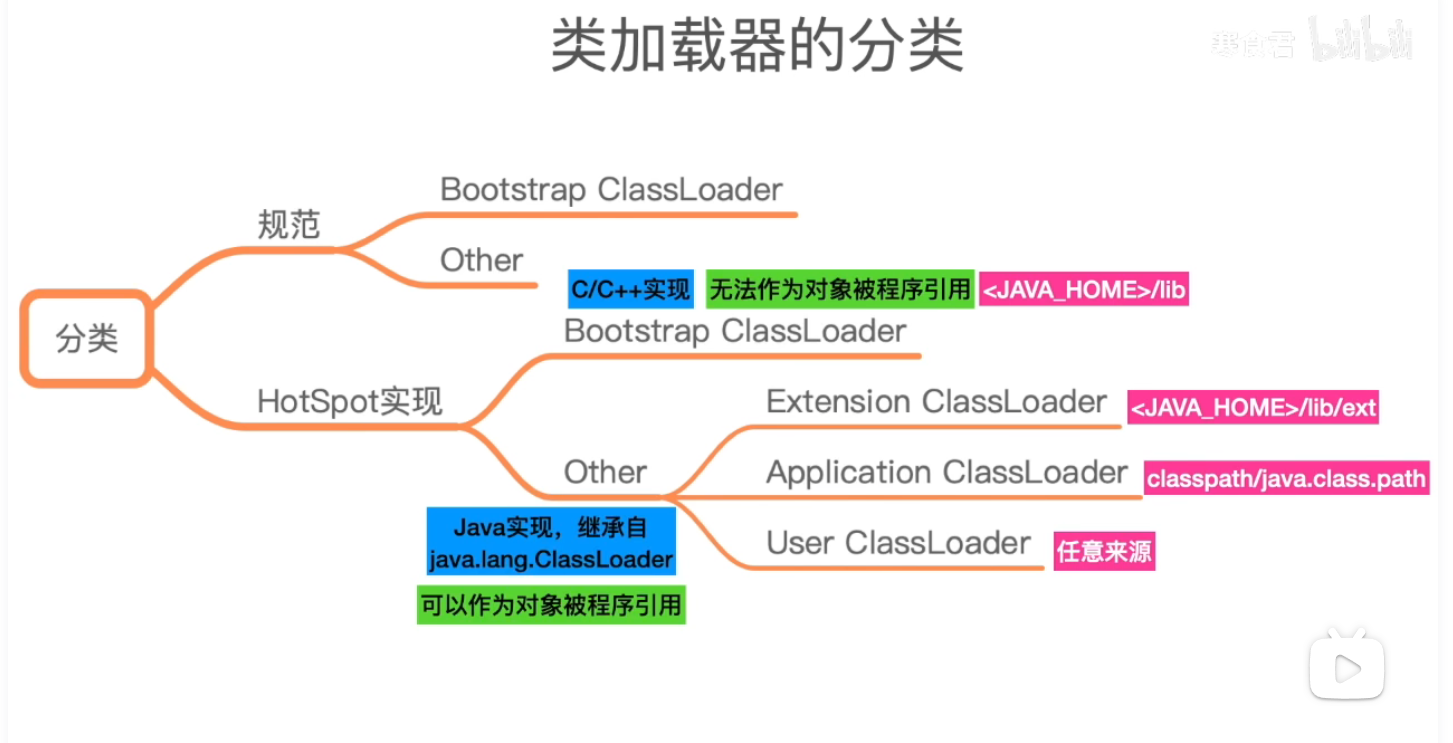 类加载器的分类
寒食君 bilibili
Bootstrap ClassLoader
规范
Other
C/C++实现 无法作为对象被程序引用 <JAVA_HOME>/lib
分类
Bootstrap ClassLoader
HotSpot实现
Extension ClassLoader <JAVA_HOME>/lib/ext
Other
Application ClassLoader classpath/java.class.path
Java实现，继承自
java.lang.ClassLoader
User ClassLoader 任意来源
可以作为对象被程序引用